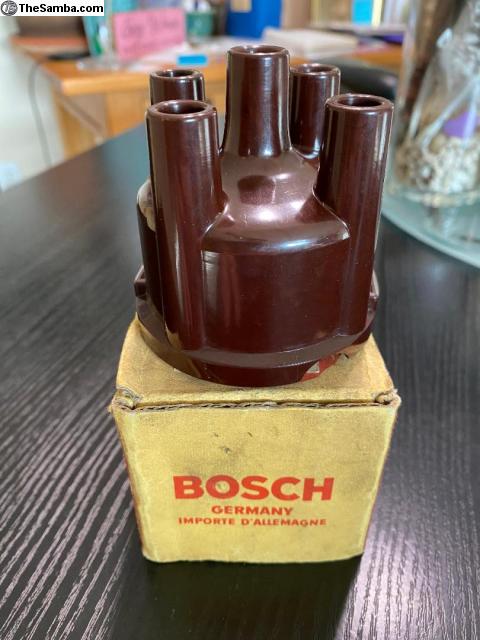 TheSamba.com
BOSCH
GERMANY
IMPORTE D'ALLEMAGNE